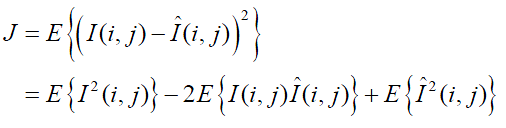 J = E{(I(i, j) − Î(i, j))²}
= E{I²(i, j)} − 2E{I(i, j)Î(i, j)} + E{Î²(i, j)}